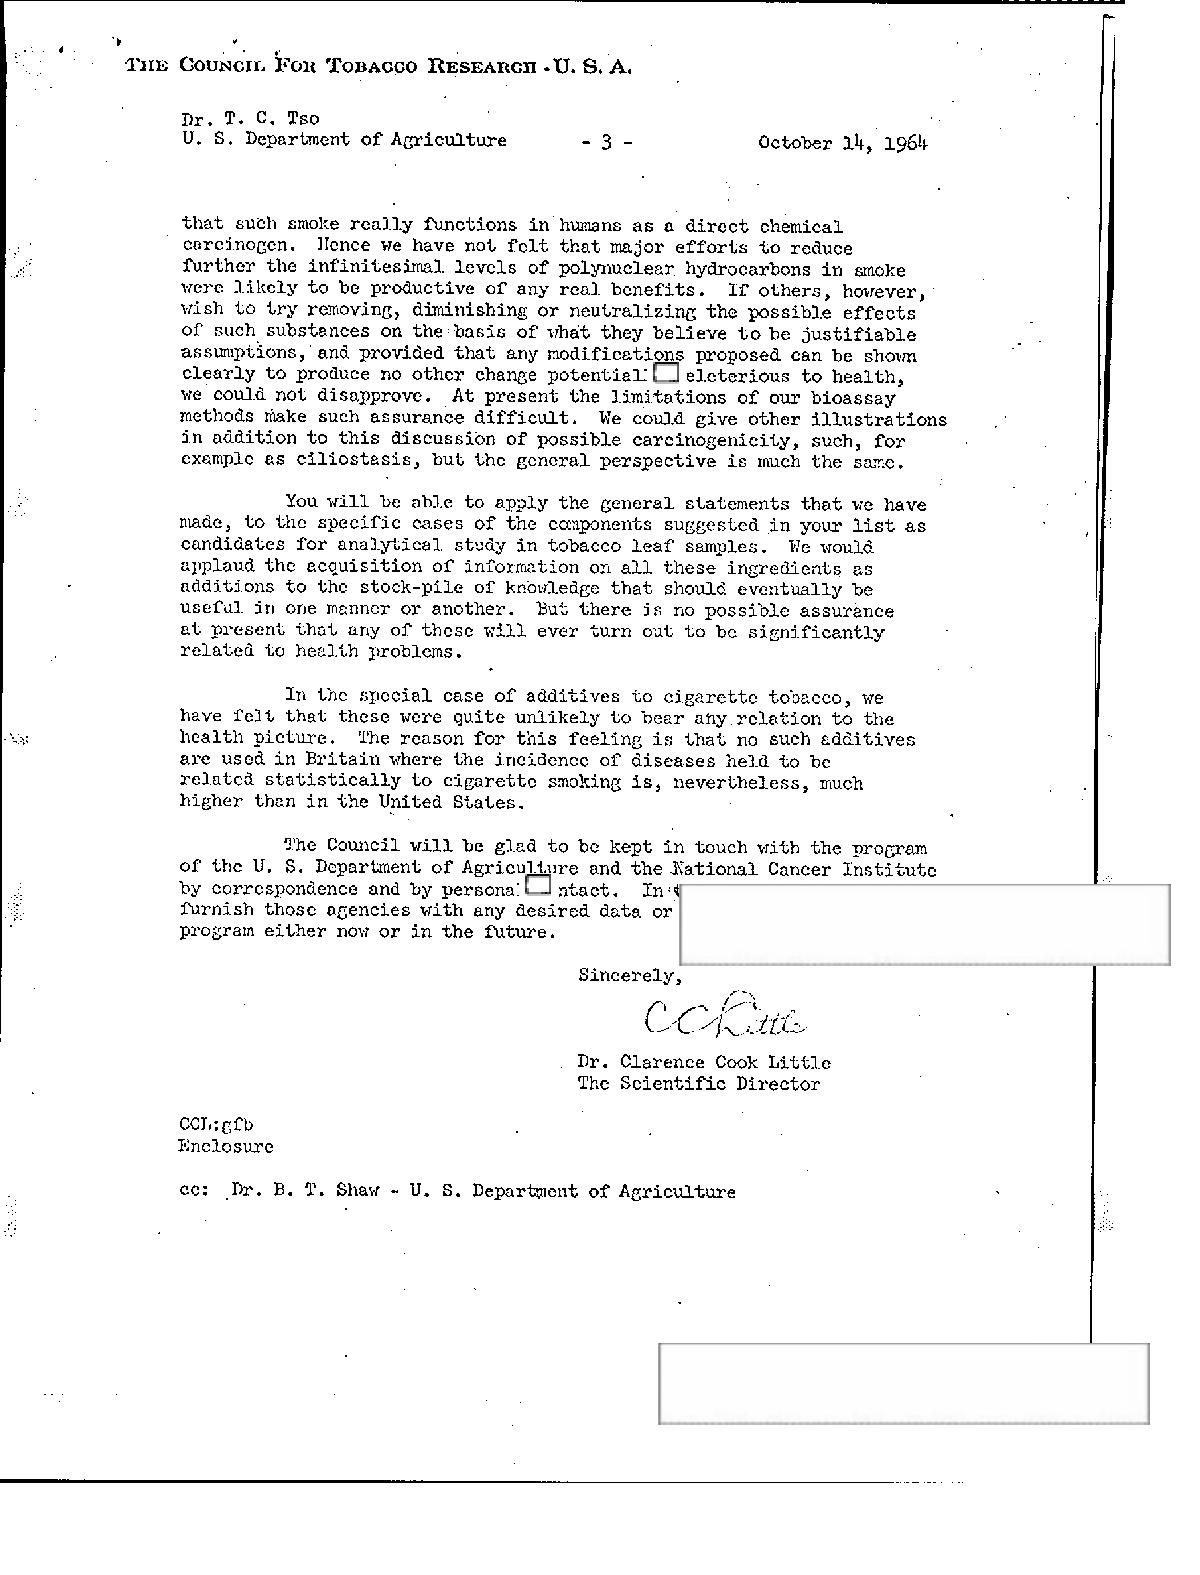 THE COUNCIL FOR TOBACCO RESEARCH - U. S. A.
Dr. T. C. Tso
U. S. Department of Agriculture - 3 - October 14, 1964
that such smoke really functions in humans as a direct chemical
carcinogen. Hence we have not felt that major efforts to reduce
further the infinitesimal levels of polynuclear hydrocarbons in smoke
were likely to be productive of any real benefits. If others, however,
wish to try removing, diminishing or neutralizing the possible effects
of such substances on the basis of what they believe to be justifiable
assumptions, and provided that any modifications proposed can be shown
clearly to produce no other change to health,
we could not disapprove. At present the limitations of our bioassay
methods make such assurance difficult. We could give other illustrations
in addition to this discussion of possible carcinogenicity, such, for
example as ciliostasis, but the general perspective is much the same.
You will be able to apply the general statements that we have
made, to the specific cases of the components suggested in your list as
candidates for analytical study in tobacco leaf samples. We would
applaud the acquisition of information on all these ingredients as
additions to the stock-pile of knowledge that should eventually be
useful in one manner or another. But there is no possible assurance
at present that any of these will ever turn out to be significantly
related to health problems.
In the special case of additives to cigarette tobacco, we
have felt that these were quite unlikely to bear any relation to the
health picture. The reason for this feeling is that no such additives
are used in Britain where the incidence of diseases held to be
related statistically to cigarette smoking is, nevertheless, much
higher than in the United States.
The Council will be glad to be kept in touch with the program
of the U. S. Department of Agriculture and the National Cancer Institute
by correspondence and by In
furnish those agencies with any desired data or
program either now or in the future.
Sincerely,
CCLittle
Dr. Clarence Cook Little
The Scientific Director
CCL:gfb
Enclosure
cc: Dr. B. T. Shaw - U. S. Department of Agriculture